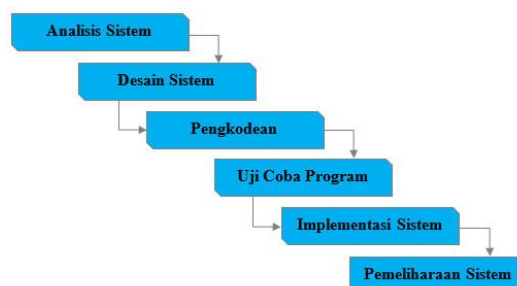 Analisis Sistem
Desain Sistem
Pengkodean
Uji Coba Program
Implementasi Sistem
Pemeliharaan Sistem